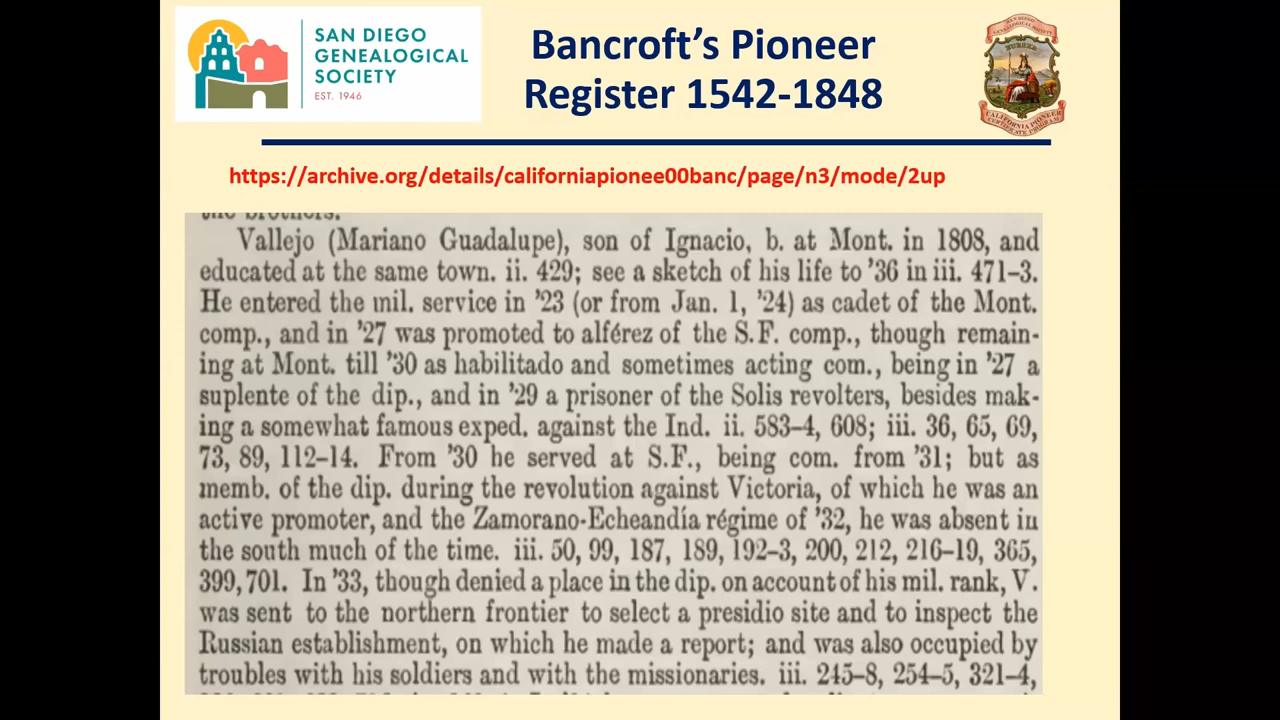 SAN DIEGO
GENEALOGICAL
SOCIETY
EST. 1946
Bancroft's Pioneer
Register 1542-1848
EUREKA
CALIFORNIA PIONEER
CERTIFICATE PROGRAM
https://archive.org/details/californiapionee00banc/page/n3/mode/2up
the brothers.
Vallejo (Mariano Guadalupe), son of Ignacio, b. at Mont. in 1808, and
educated at the same town. ii. 429; see a sketch of his life to '36 in iii. 471-3.
He entered the mil. service in '23 (or from Jan. 1, '24) as cadet of the Mont.
comp., and in '27 was promoted to alférez of the S.F. comp., though remain-
ing at Mont. till '30 as habilitado and sometimes acting com., being in '27 a
suplente of the dip., and in '29 a prisoner of the Solis revolters, besides mak-
ing a somewhat famous exped. against the Ind. ii. 583-4, 608; iii. 36, 65, 69,
73, 89, 112-14. From '30 he served at S.F., being com. from '31; but as
memb. of the dip. during the revolution against Victoria, of which he was an
active promoter, and the Zamorano-Echeandía régime of '32, he was absent in
the south much of the time. iii. 50, 99, 187, 189, 192-3, 200, 212, 216-19, 365,
399, 701. In '33, though denied a place in the dip. on account of his mil. rank, V.
was sent to the northern frontier to select a presidio site and to inspect the
Russian establishment, on which he made a report; and was also occupied by
troubles with his soldiers and with the missionaries. iii. 245-8, 254-5, 321-4,